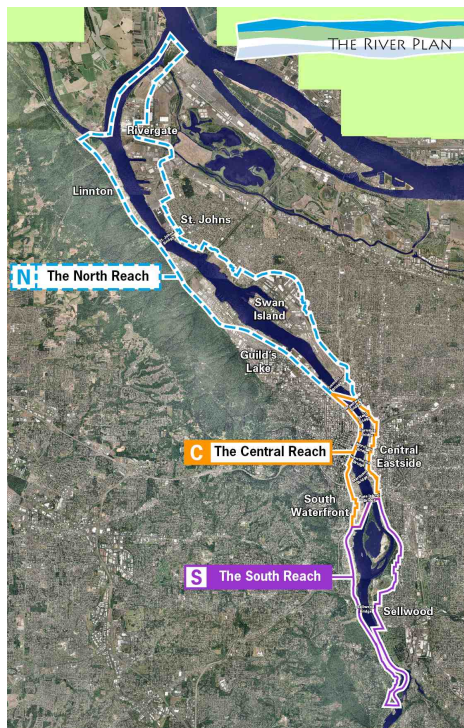 THE RIVER PLAN
Rivergate
Linnton
St. Johns
N The North Reach
Swan
Island
Guild's
Lake
C The Central Reach
Central
Eastside
South
Waterfront
S The South Reach
Sellwood